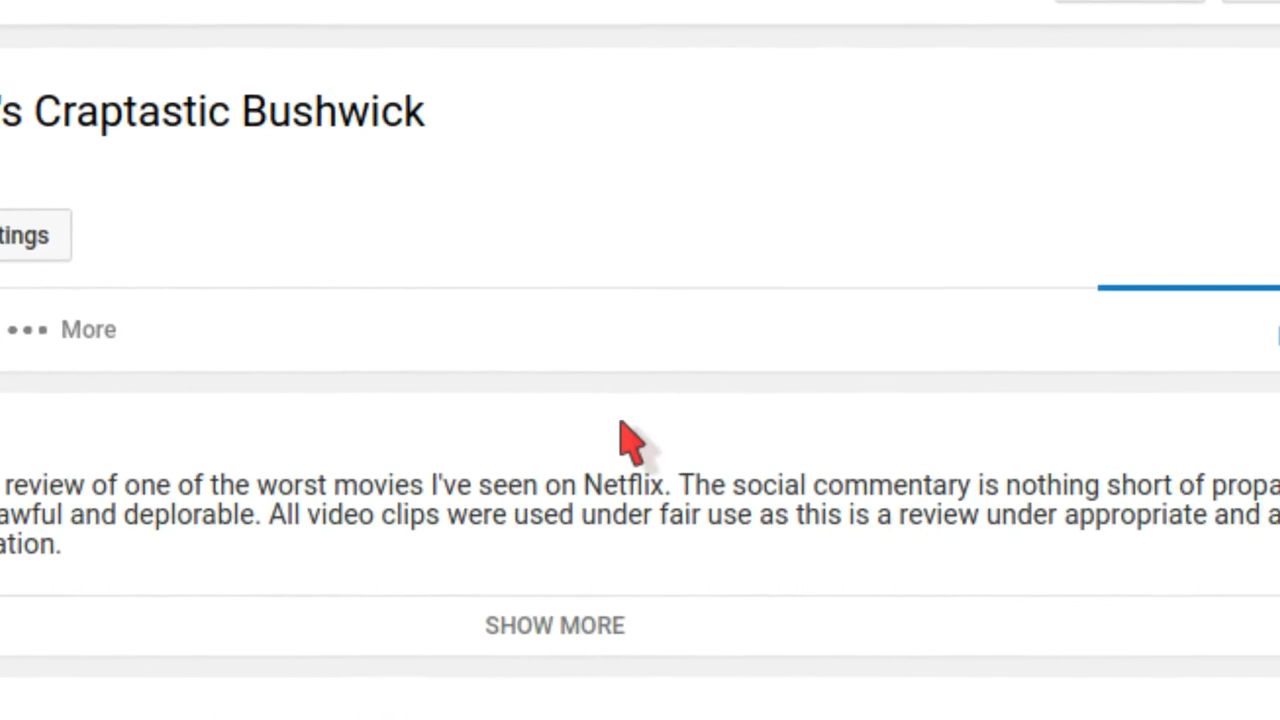 's Craptastic Bushwick
tings
More
review of one of the worst movies I've seen on Netflix. The social commentary is nothing short of propa
awful and deplorable. All video clips were used under fair use as this is a review under appropriate and a
ation.
SHOW MORE